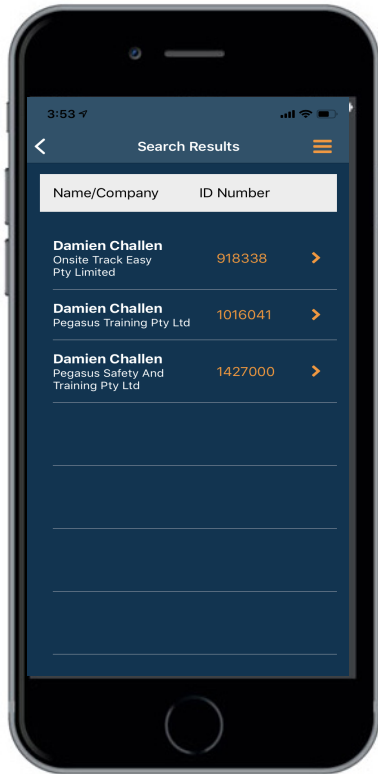 3:53
Search Results
Name/Company ID Number
Damien Challen
Onsite Track Easy
Pty Limited
918338
Damien Challen
Pegasus Training Pty Ltd
1016041
Damien Challen
Pegasus Safety And
Training Pty Ltd
1427000